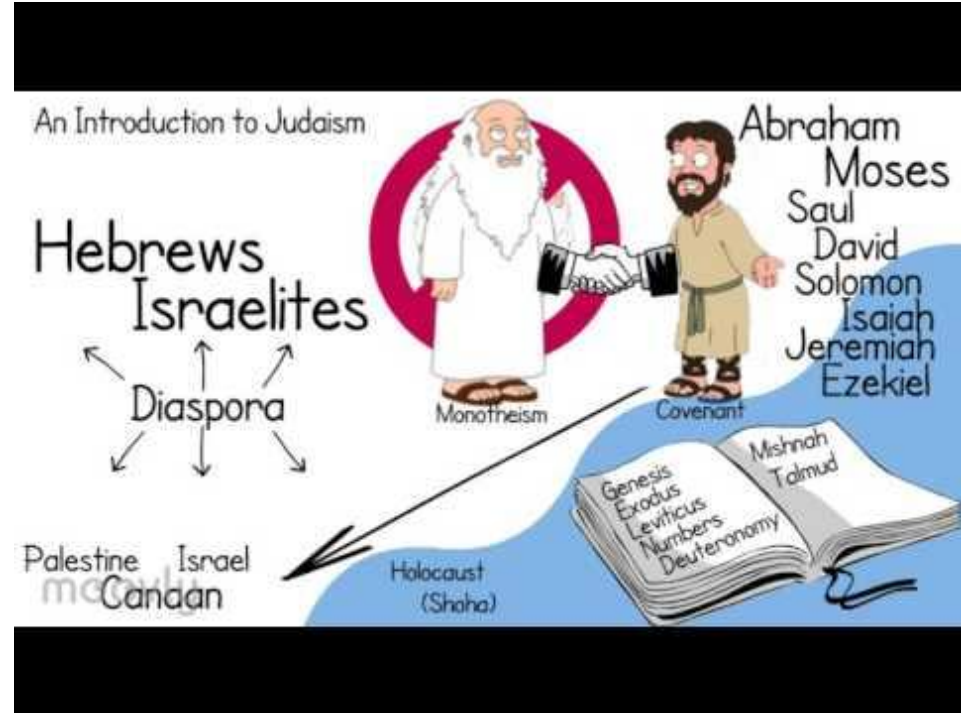 An Introduction to Judaism
Hebrews
Israelites
Diaspora
Palestine Israel
Canaan
moovly
Monotheism
Covenant
Abraham
Moses
Saul
David
Solomon
Isaiah
Jeremiah
Ezekiel
Genesis
Exodus
Leviticus
Numbers
Deuteronomy
Mishnah
Talmud
Holocaust
(Shoha)